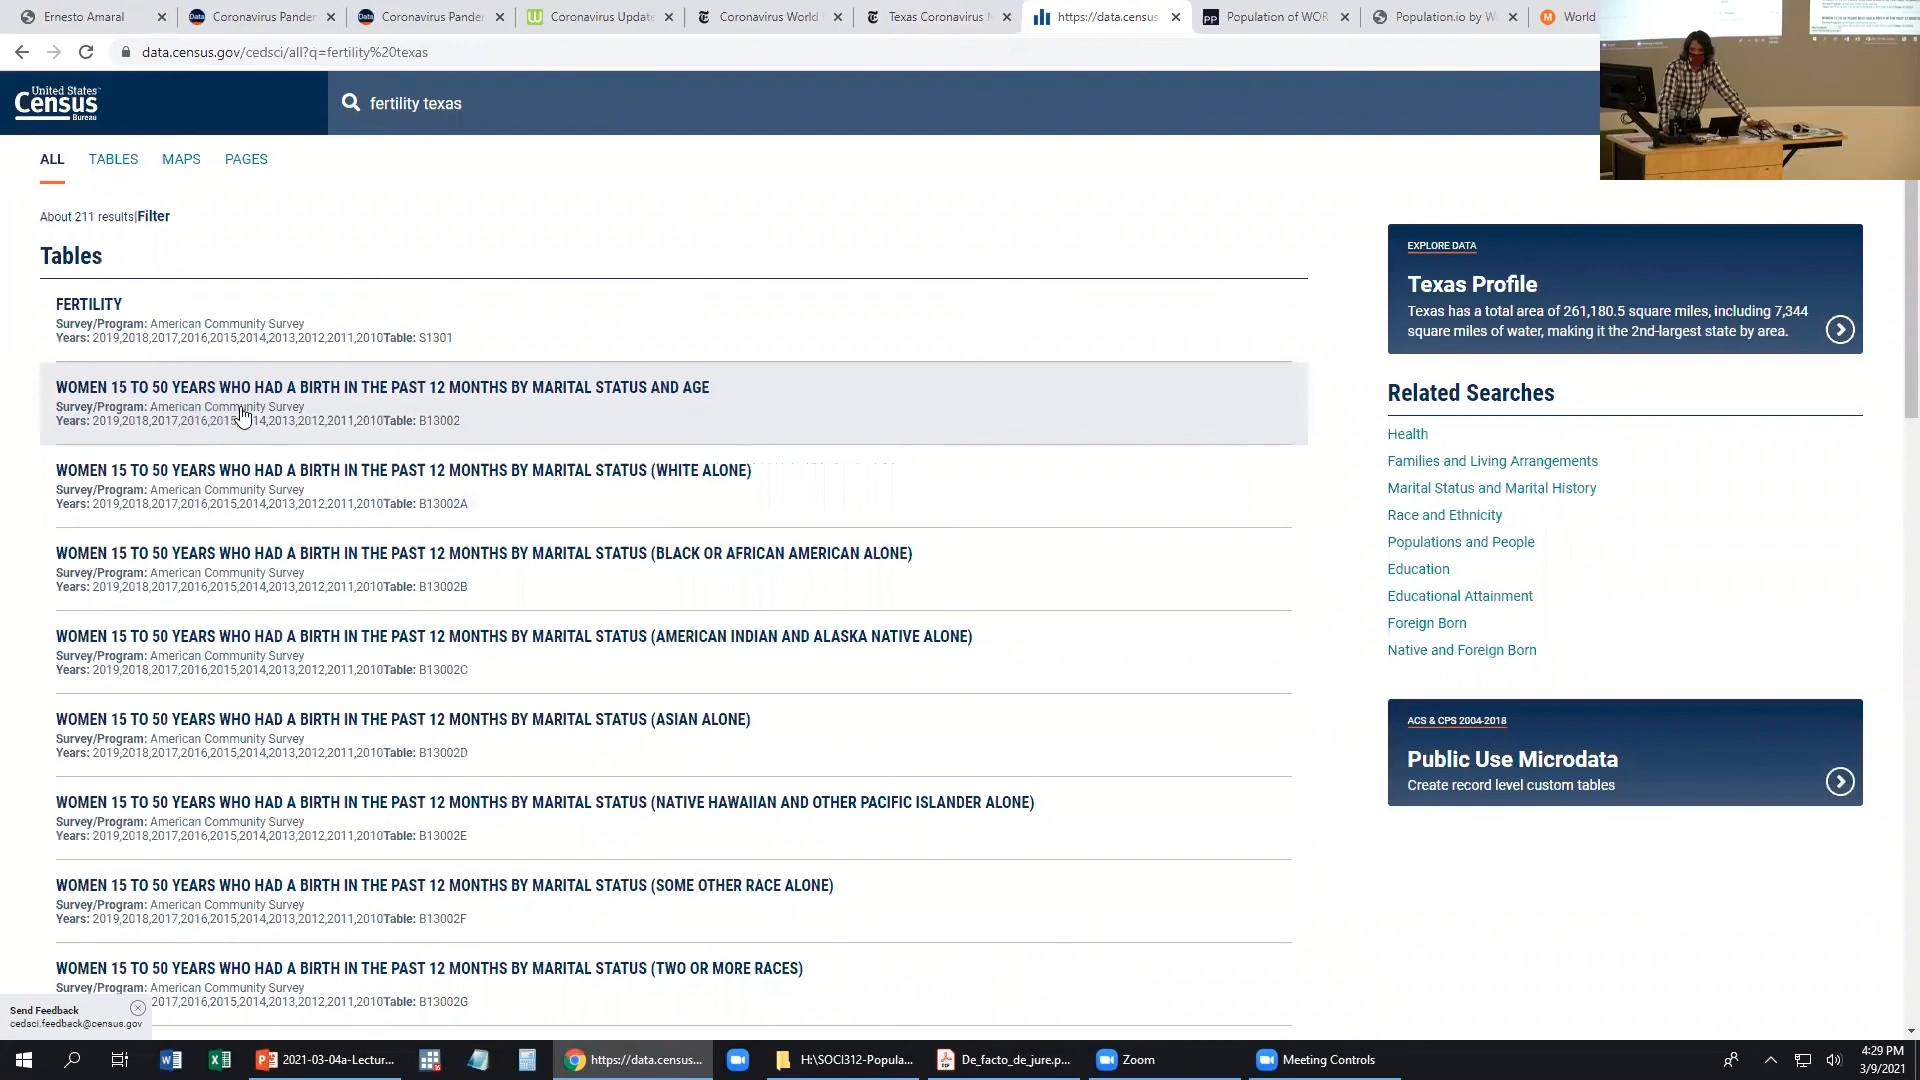 Ernesto Amaral
Coronavirus Pander
Coronavirus Pander
Coronavirus Update
Coronavirus World
Texas Coronavirus
https://data.census
Population of WOR
Population.io by W
World
data.census.gov/cedsci/all?q=fertility%20texas
United States
Census
Bureau
fertility texas
ALL
TABLES
MAPS
PAGES
About 211 results|Filter
Tables
FERTILITY
Survey/Program: American Community Survey
Years: 2019,2018,2017,2016,2015,2014,2013,2012,2011,2010Table: S1301
WOMEN 15 TO 50 YEARS WHO HAD A BIRTH IN THE PAST 12 MONTHS BY MARITAL STATUS AND AGE
Survey/Program: American Community Survey
Years: 2019,2018,2017,2016,2015,2014,2013,2012,2011,2010Table: B13002
WOMEN 15 TO 50 YEARS WHO HAD A BIRTH IN THE PAST 12 MONTHS BY MARITAL STATUS (WHITE ALONE)
Survey/Program: American Community Survey
Years: 2019,2018,2017,2016,2015,2014,2013,2012,2011,2010Table: B13002A
WOMEN 15 TO 50 YEARS WHO HAD A BIRTH IN THE PAST 12 MONTHS BY MARITAL STATUS (BLACK OR AFRICAN AMERICAN ALONE)
Survey/Program: American Community Survey
Years: 2019,2018,2017,2016,2015,2014,2013,2012,2011,2010Table: B13002B
WOMEN 15 TO 50 YEARS WHO HAD A BIRTH IN THE PAST 12 MONTHS BY MARITAL STATUS (AMERICAN INDIAN AND ALASKA NATIVE ALONE)
Survey/Program: American Community Survey
Years: 2019,2018,2017,2016,2015,2014,2013,2012,2011,2010Table: B13002C
WOMEN 15 TO 50 YEARS WHO HAD A BIRTH IN THE PAST 12 MONTHS BY MARITAL STATUS (ASIAN ALONE)
Survey/Program: American Community Survey
Years: 2019,2018,2017,2016,2015,2014,2013,2012,2011,2010Table: B13002D
WOMEN 15 TO 50 YEARS WHO HAD A BIRTH IN THE PAST 12 MONTHS BY MARITAL STATUS (NATIVE HAWAIIAN AND OTHER PACIFIC ISLANDER ALONE)
Survey/Program: American Community Survey
Years: 2019,2018,2017,2016,2015,2014,2013,2012,2011,2010Table: B13002E
WOMEN 15 TO 50 YEARS WHO HAD A BIRTH IN THE PAST 12 MONTHS BY MARITAL STATUS (SOME OTHER RACE ALONE)
Survey/Program: American Community Survey
Years: 2019,2018,2017,2016,2015,2014,2013,2012,2011,2010Table: B13002F
WOMEN 15 TO 50 YEARS WHO HAD A BIRTH IN THE PAST 12 MONTHS BY MARITAL STATUS (TWO OR MORE RACES)
Survey/Program: American Community Survey
2017,2016,2015,2014,2013,2012,2011,2010Table: B13002G
EXPLORE DATA
Texas Profile
Texas has a total area of 261,180.5 square miles, including 7,344
square miles of water, making it the 2nd-largest state by area.
Related Searches
Health
Families and Living Arrangements
Marital Status and Marital History
Race and Ethnicity
Populations and People
Education
Educational Attainment
Foreign Born
Native and Foreign Born
ACS & CPS 2004-2018
Public Use Microdata
Create record level custom tables
Send Feedback
cedsci.feedback@census.gov
2021-03-04a-Lectur...
https://data.census...
H:\SOCI312-Popula...
De_facto_de_jure.p...
Zoom
Meeting Controls
4:29 PM
3/9/2021